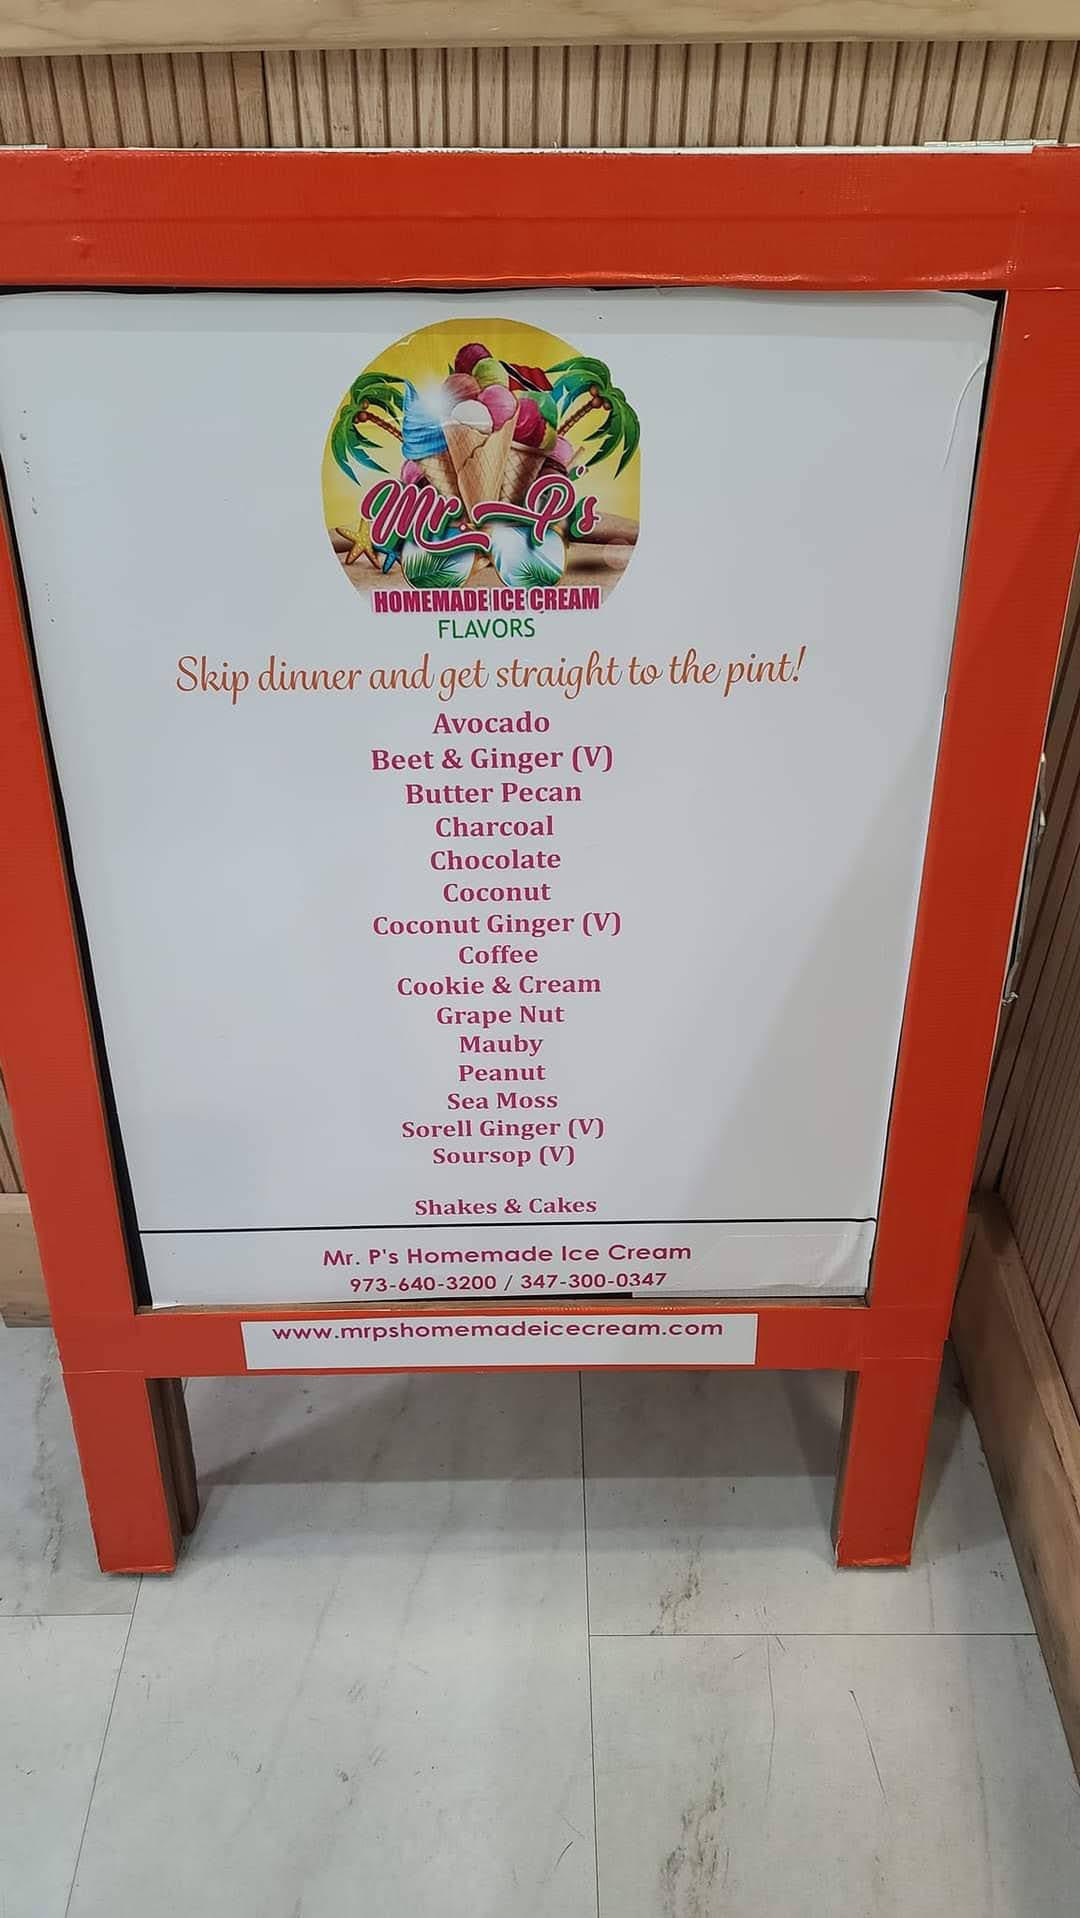 Mr. P's
HOMEMADE ICE CREAM
FLAVORS
Skip dinner and get straight to the pint!
Avocado
Beet & Ginger (V)
Butter Pecan
Charcoal
Chocolate
Coconut
Coconut Ginger (V)
Coffee
Cookie & Cream
Grape Nut
Mauby
Peanut
Sea Moss
Sorell Ginger (V)
Soursop (V)
Shakes & Cakes
Mr. P's Homemade Ice Cream
973-640-3200 / 347-300-0347
www.mrpshomemadeicecream.com